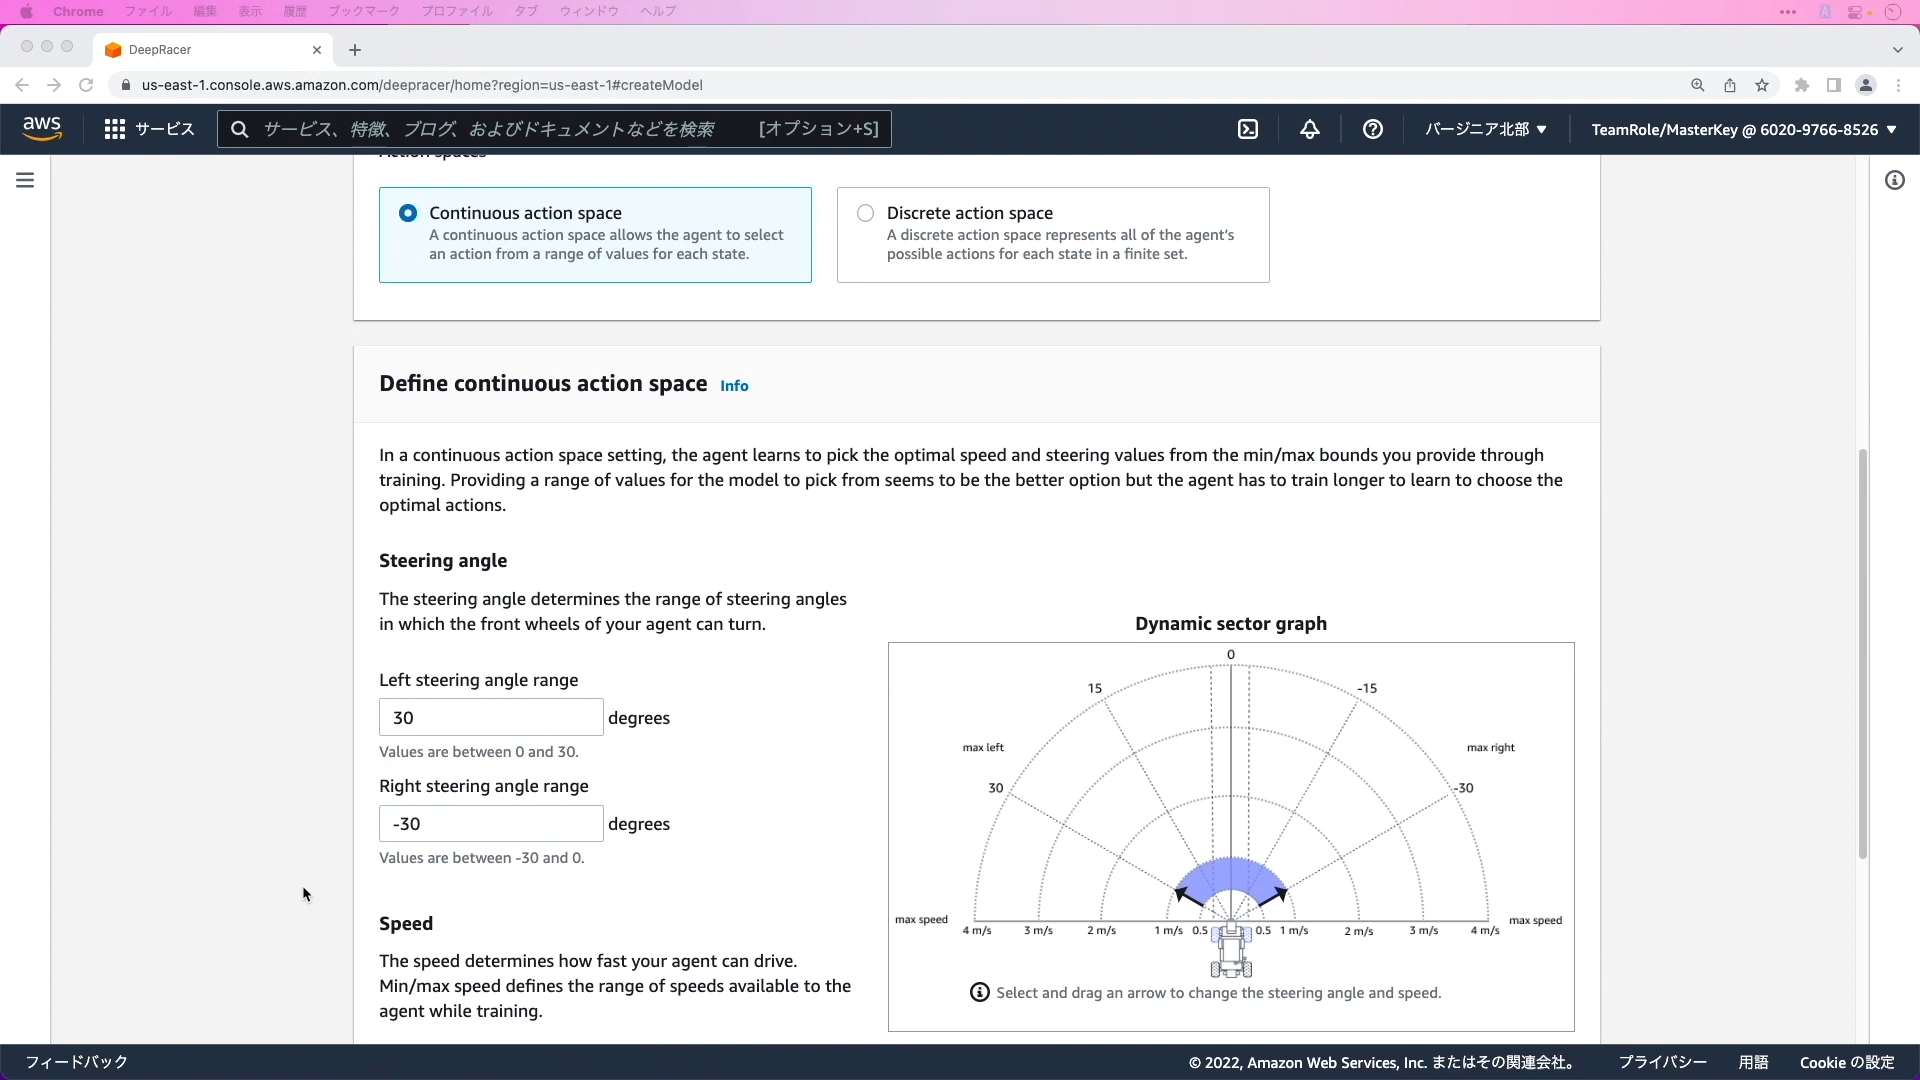 Chrome ファイル 編集 表示 履歴 ブックマーク プロファイル タブ ウィンドウ ヘルプ
DeepRacer
us-east-1.console.aws.amazon.com/deepracer/home?region=us-east-1#createModel
aws サービス サービス、特徴、ブログ、およびドキュメントなどを検索 [オプション+S] バージニア北部 TeamRole/MasterKey @ 6020-9766-8526
Action spaces
Continuous action space
A continuous action space allows the agent to select
an action from a range of values for each state.
Discrete action space
A discrete action space represents all of the agent's
possible actions for each state in a finite set.
Define continuous action space Info
In a continuous action space setting, the agent learns to pick the optimal speed and steering values from the min/max bounds you provide through
training. Providing a range of values for the model to pick from seems to be the better option but the agent has to train longer to learn to choose the
optimal actions.
Steering angle
The steering angle determines the range of steering angles
in which the front wheels of your agent can turn.
Left steering angle range
30 degrees
Values are between 0 and 30.
Right steering angle range
-30 degrees
Values are between -30 and 0.
Speed
The speed determines how fast your agent can drive.
Min/max speed defines the range of speeds available to the
agent while training.
Dynamic sector graph
0
15 -15
max left max right
30 -30
max speed max speed
4 m/s 3 m/s 2 m/s 1 m/s 0.5 0.5 1 m/s 2 m/s 3 m/s 4 m/s
Select and drag an arrow to change the steering angle and speed.
フィードバック © 2022, Amazon Web Services, Inc. またはその関連会社。 プライバシー 用語 Cookie の設定